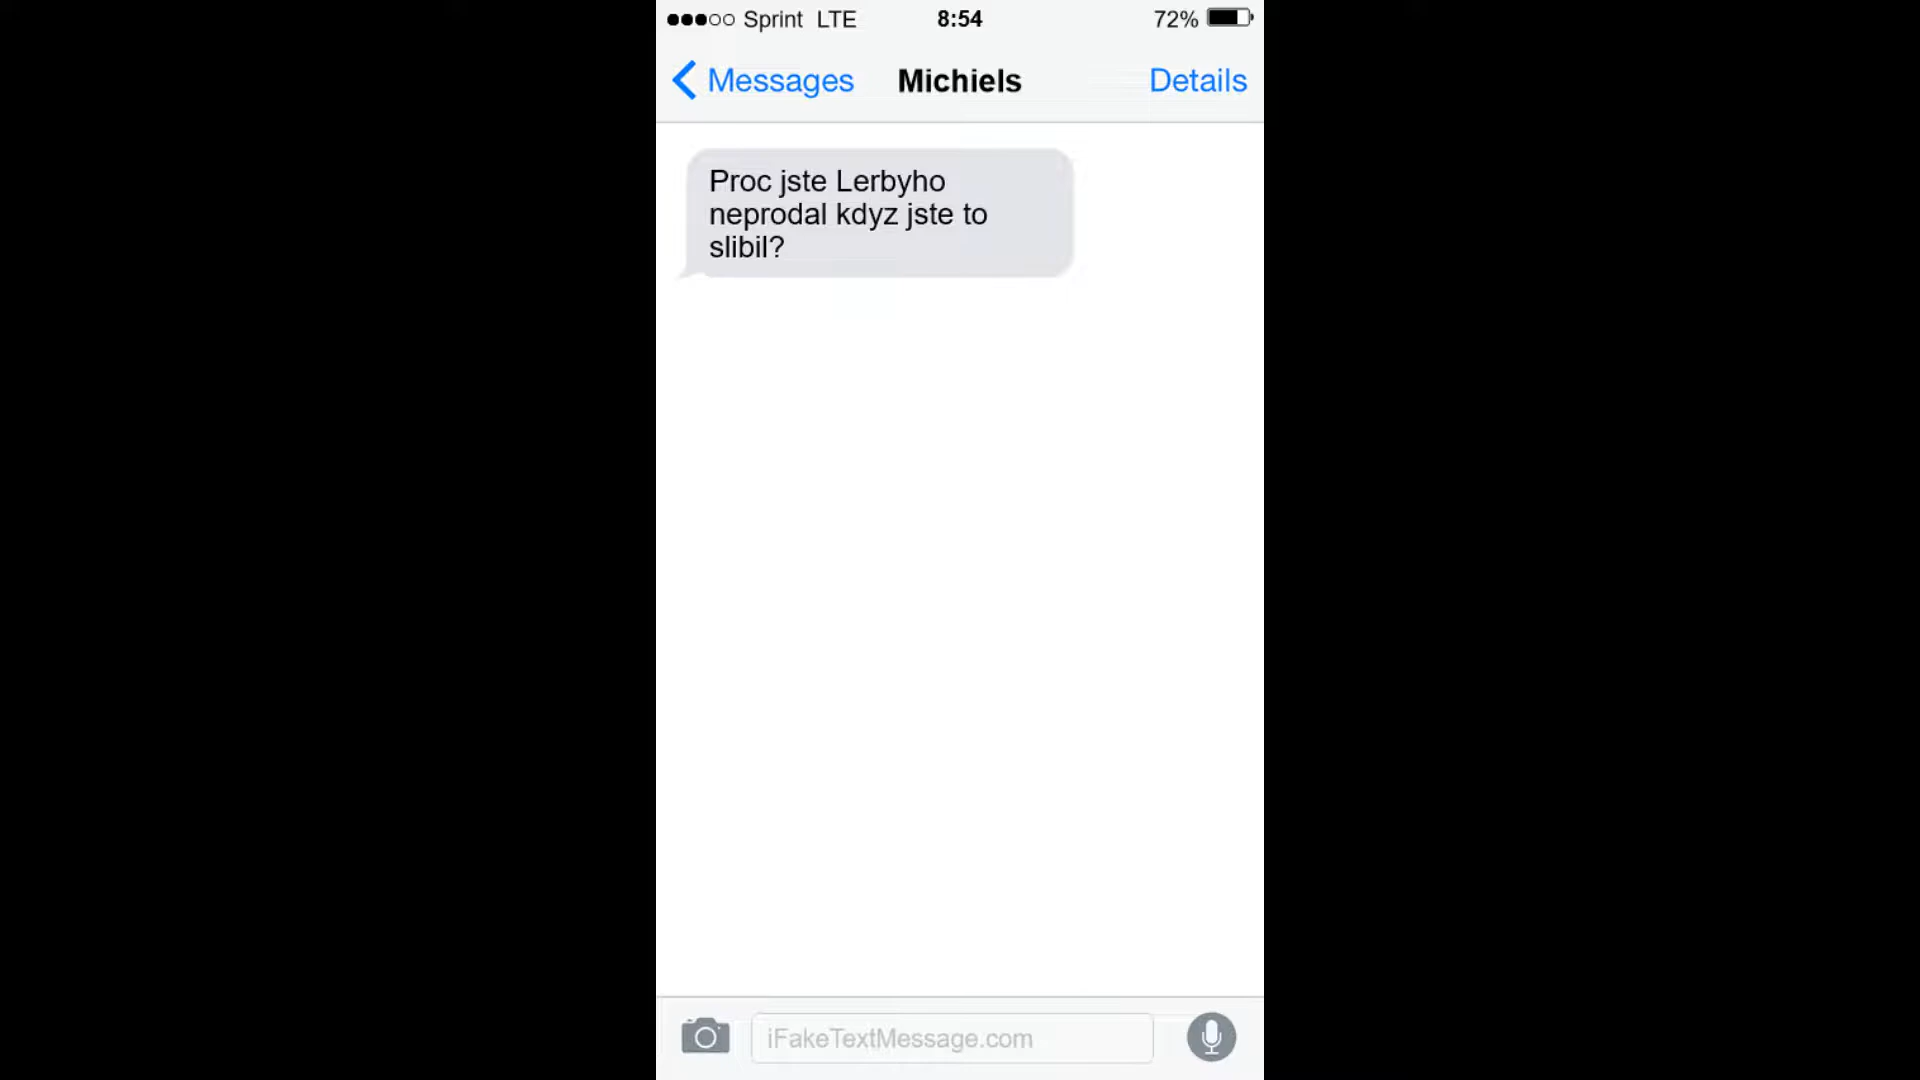 Sprint LTE 8:54 72%
Messages Michiels Details
Proc jste Lerbyho
neprodal kdyz jste to
slibil?
iFakeTextMessage.com